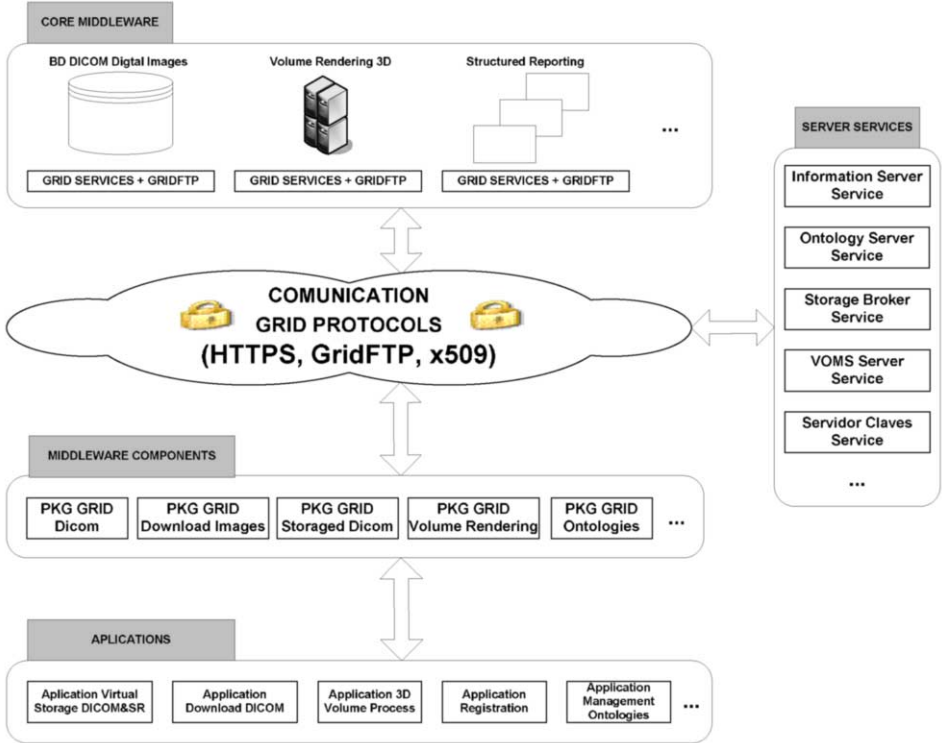 CORE MIDDLEWARE
BD DICOM Digtal Images
Volume Rendering 3D
Structured Reporting
...
GRID SERVICES + GRIDFTP
GRID SERVICES + GRIDFTP
GRID SERVICES + GRIDFTP
SERVER SERVICES
Information Server
Service
Ontology Server
Service
Storage Broker
Service
VOMS Server
Service
Servidor Claves
Service
...
COMUNICATION
GRID PROTOCOLS
(HTTPS, GridFTP, x509)
MIDDLEWARE COMPONENTS
PKG GRID
Dicom
PKG GRID
Download Images
PKG GRID
Storaged Dicom
PKG GRID
Volume Rendering
PKG GRID
Ontologies
...
APLICATIONS
Aplication Virtual
Storage DICOM&SR
Application
Download DICOM
Application 3D
Volume Process
Application
Registration
Application
Management
Ontologies
...